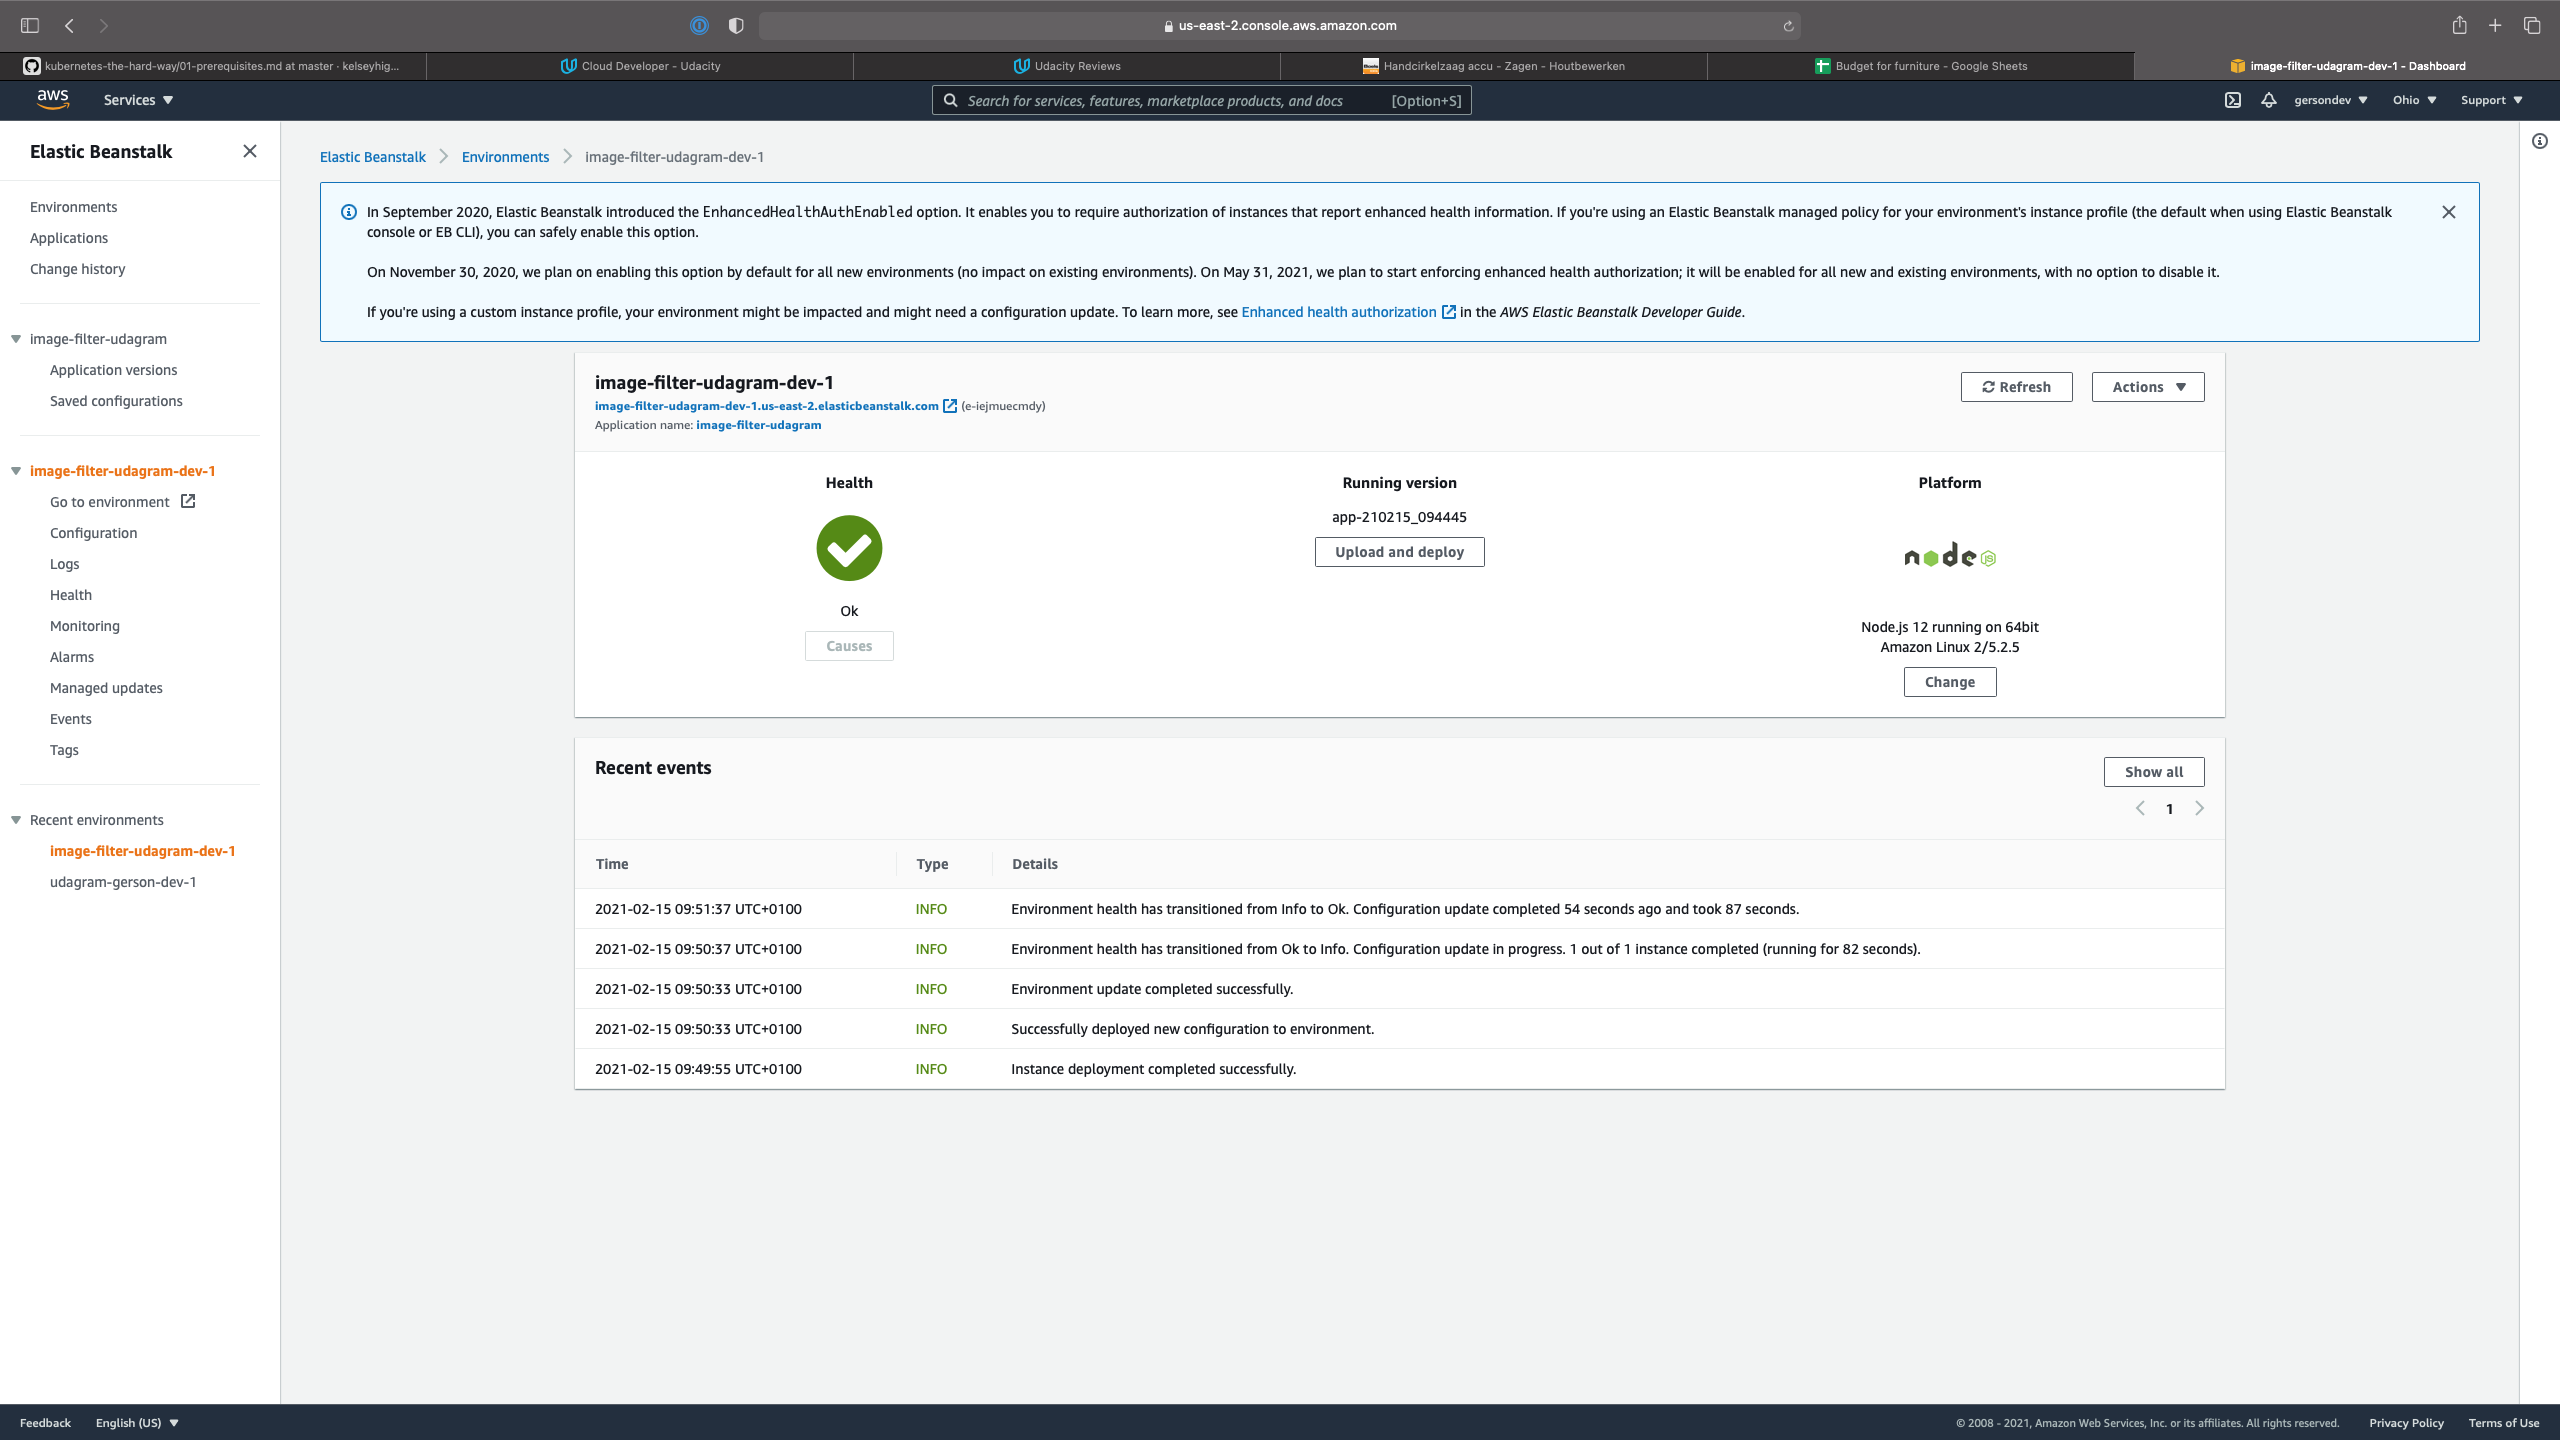 us-east-2.console.aws.amazon.com
kubernetes-the-hard-way/01-prerequisites.md at master · kelseyhig...
Cloud Developer - Udacity
Udacity Reviews
Handcirkelzaag accu - Zagen - Houtbewerken
Budget for furniture - Google Sheets
image-filter-udagram-dev-1 - Dashboard
aws
Services
Search for services, features, marketplace products, and docs [Option+S]
gersondev
Ohio
Support
Elastic Beanstalk
Environments
Applications
Change history
image-filter-udagram
Application versions
Saved configurations
image-filter-udagram-dev-1
Go to environment
Configuration
Logs
Health
Monitoring
Alarms
Managed updates
Events
Tags
Recent environments
image-filter-udagram-dev-1
udagram-gerson-dev-1
Elastic Beanstalk > Environments > image-filter-udagram-dev-1
In September 2020, Elastic Beanstalk introduced the EnhancedHealthAuthEnabled option. It enables you to require authorization of instances that report enhanced health information. If you're using an Elastic Beanstalk managed policy for your environment's instance profile (the default when using Elastic Beanstalk
console or EB CLI), you can safely enable this option.
On November 30, 2020, we plan on enabling this option by default for all new environments (no impact on existing environments). On May 31, 2021, we plan to start enforcing enhanced health authorization; it will be enabled for all new and existing environments, with no option to disable it.
If you're using a custom instance profile, your environment might be impacted and might need a configuration update. To learn more, see Enhanced health authorization in the AWS Elastic Beanstalk Developer Guide.
image-filter-udagram-dev-1
image-filter-udagram-dev-1.us-east-2.elasticbeanstalk.com (e-iejmuecmdy)
Application name: image-filter-udagram
Refresh
Actions
Health
Ok
Causes
Running version
app-210215_094445
Upload and deploy
Platform
node JS
Node.js 12 running on 64bit
Amazon Linux 2/5.2.5
Change
Recent events
Show all
1
Time Type Details
2021-02-15 09:51:37 UTC+0100 INFO Environment health has transitioned from Info to Ok. Configuration update completed 54 seconds ago and took 87 seconds.
2021-02-15 09:50:37 UTC+0100 INFO Environment health has transitioned from Ok to Info. Configuration update in progress. 1 out of 1 instance completed (running for 82 seconds).
2021-02-15 09:50:33 UTC+0100 INFO Environment update completed successfully.
2021-02-15 09:50:33 UTC+0100 INFO Successfully deployed new configuration to environment.
2021-02-15 09:49:55 UTC+0100 INFO Instance deployment completed successfully.
Feedback
English (US)
© 2008 - 2021, Amazon Web Services, Inc. or its affiliates. All rights reserved.
Privacy Policy
Terms of Use